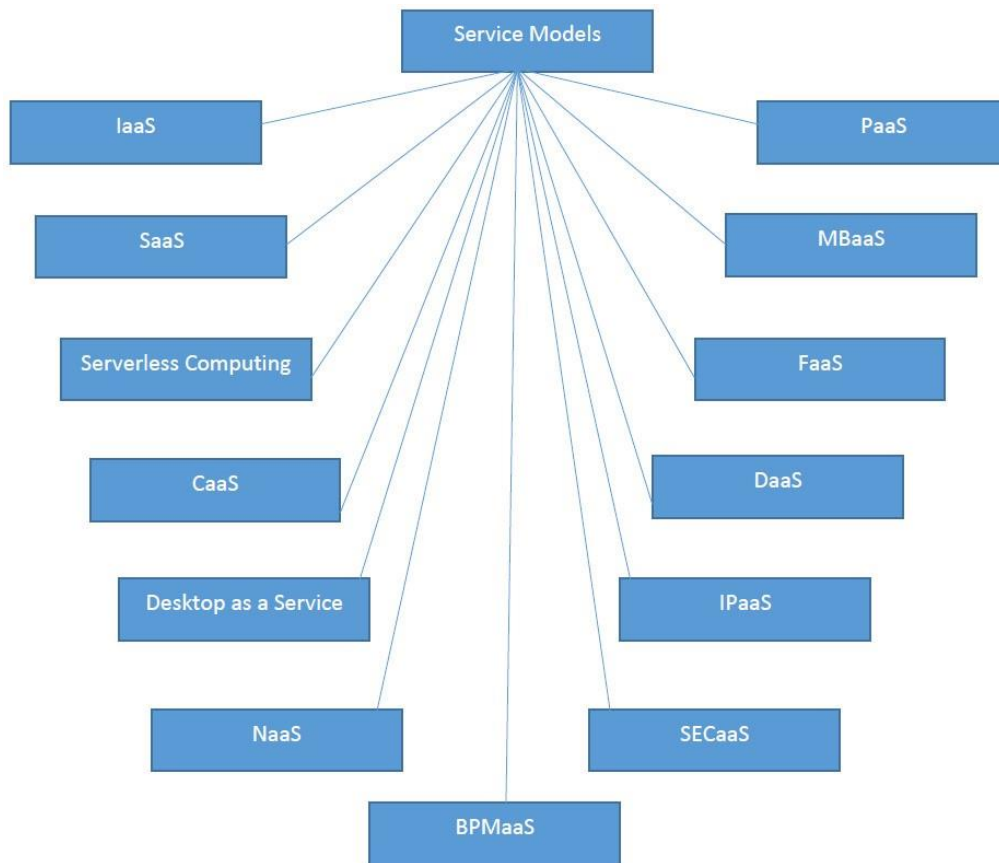 Service Models
IaaS
PaaS
SaaS
MBaaS
Serverless Computing
FaaS
CaaS
DaaS
Desktop as a Service
IPaaS
NaaS
SECaaS
BPMaaS